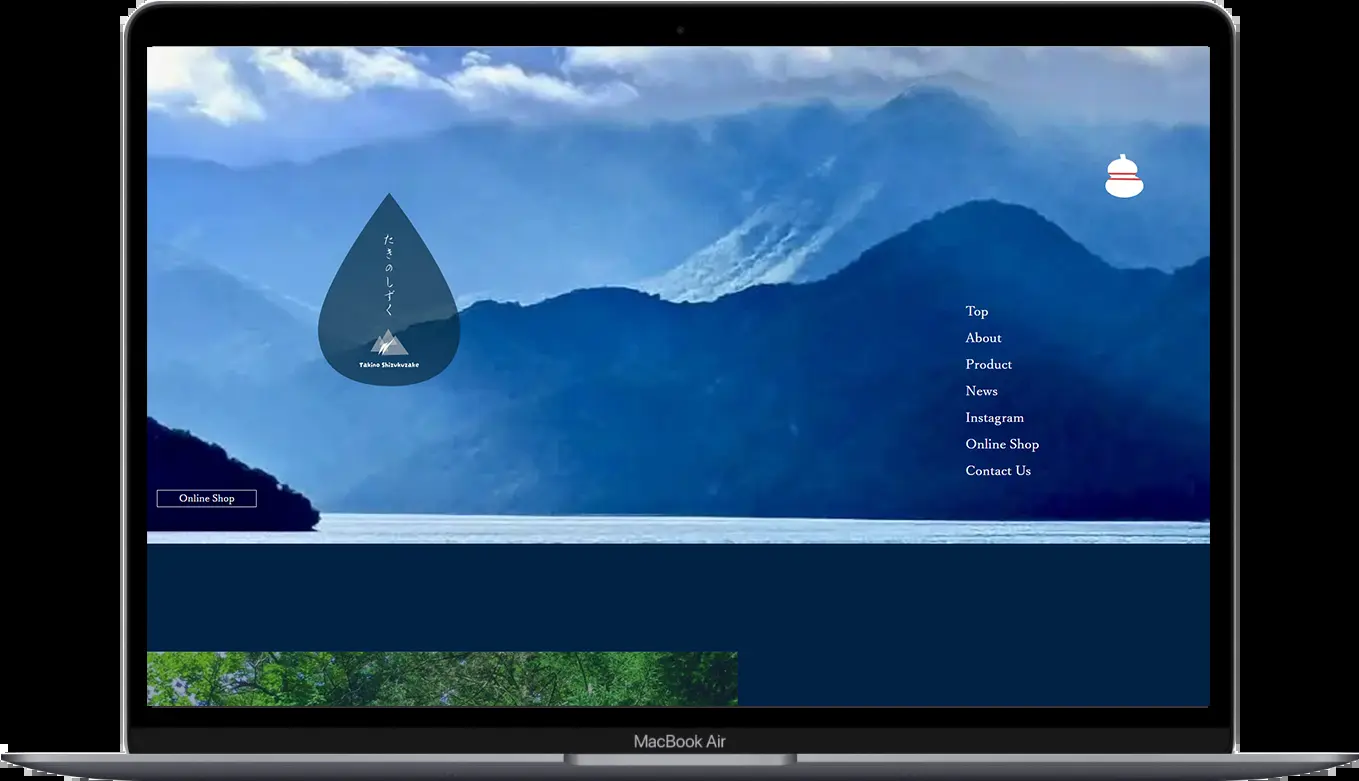 たきのしずく
Takino Shizukuzake
Top
About
Product
News
Instagram
Online Shop
Contact Us
Online Shop
MacBook Air